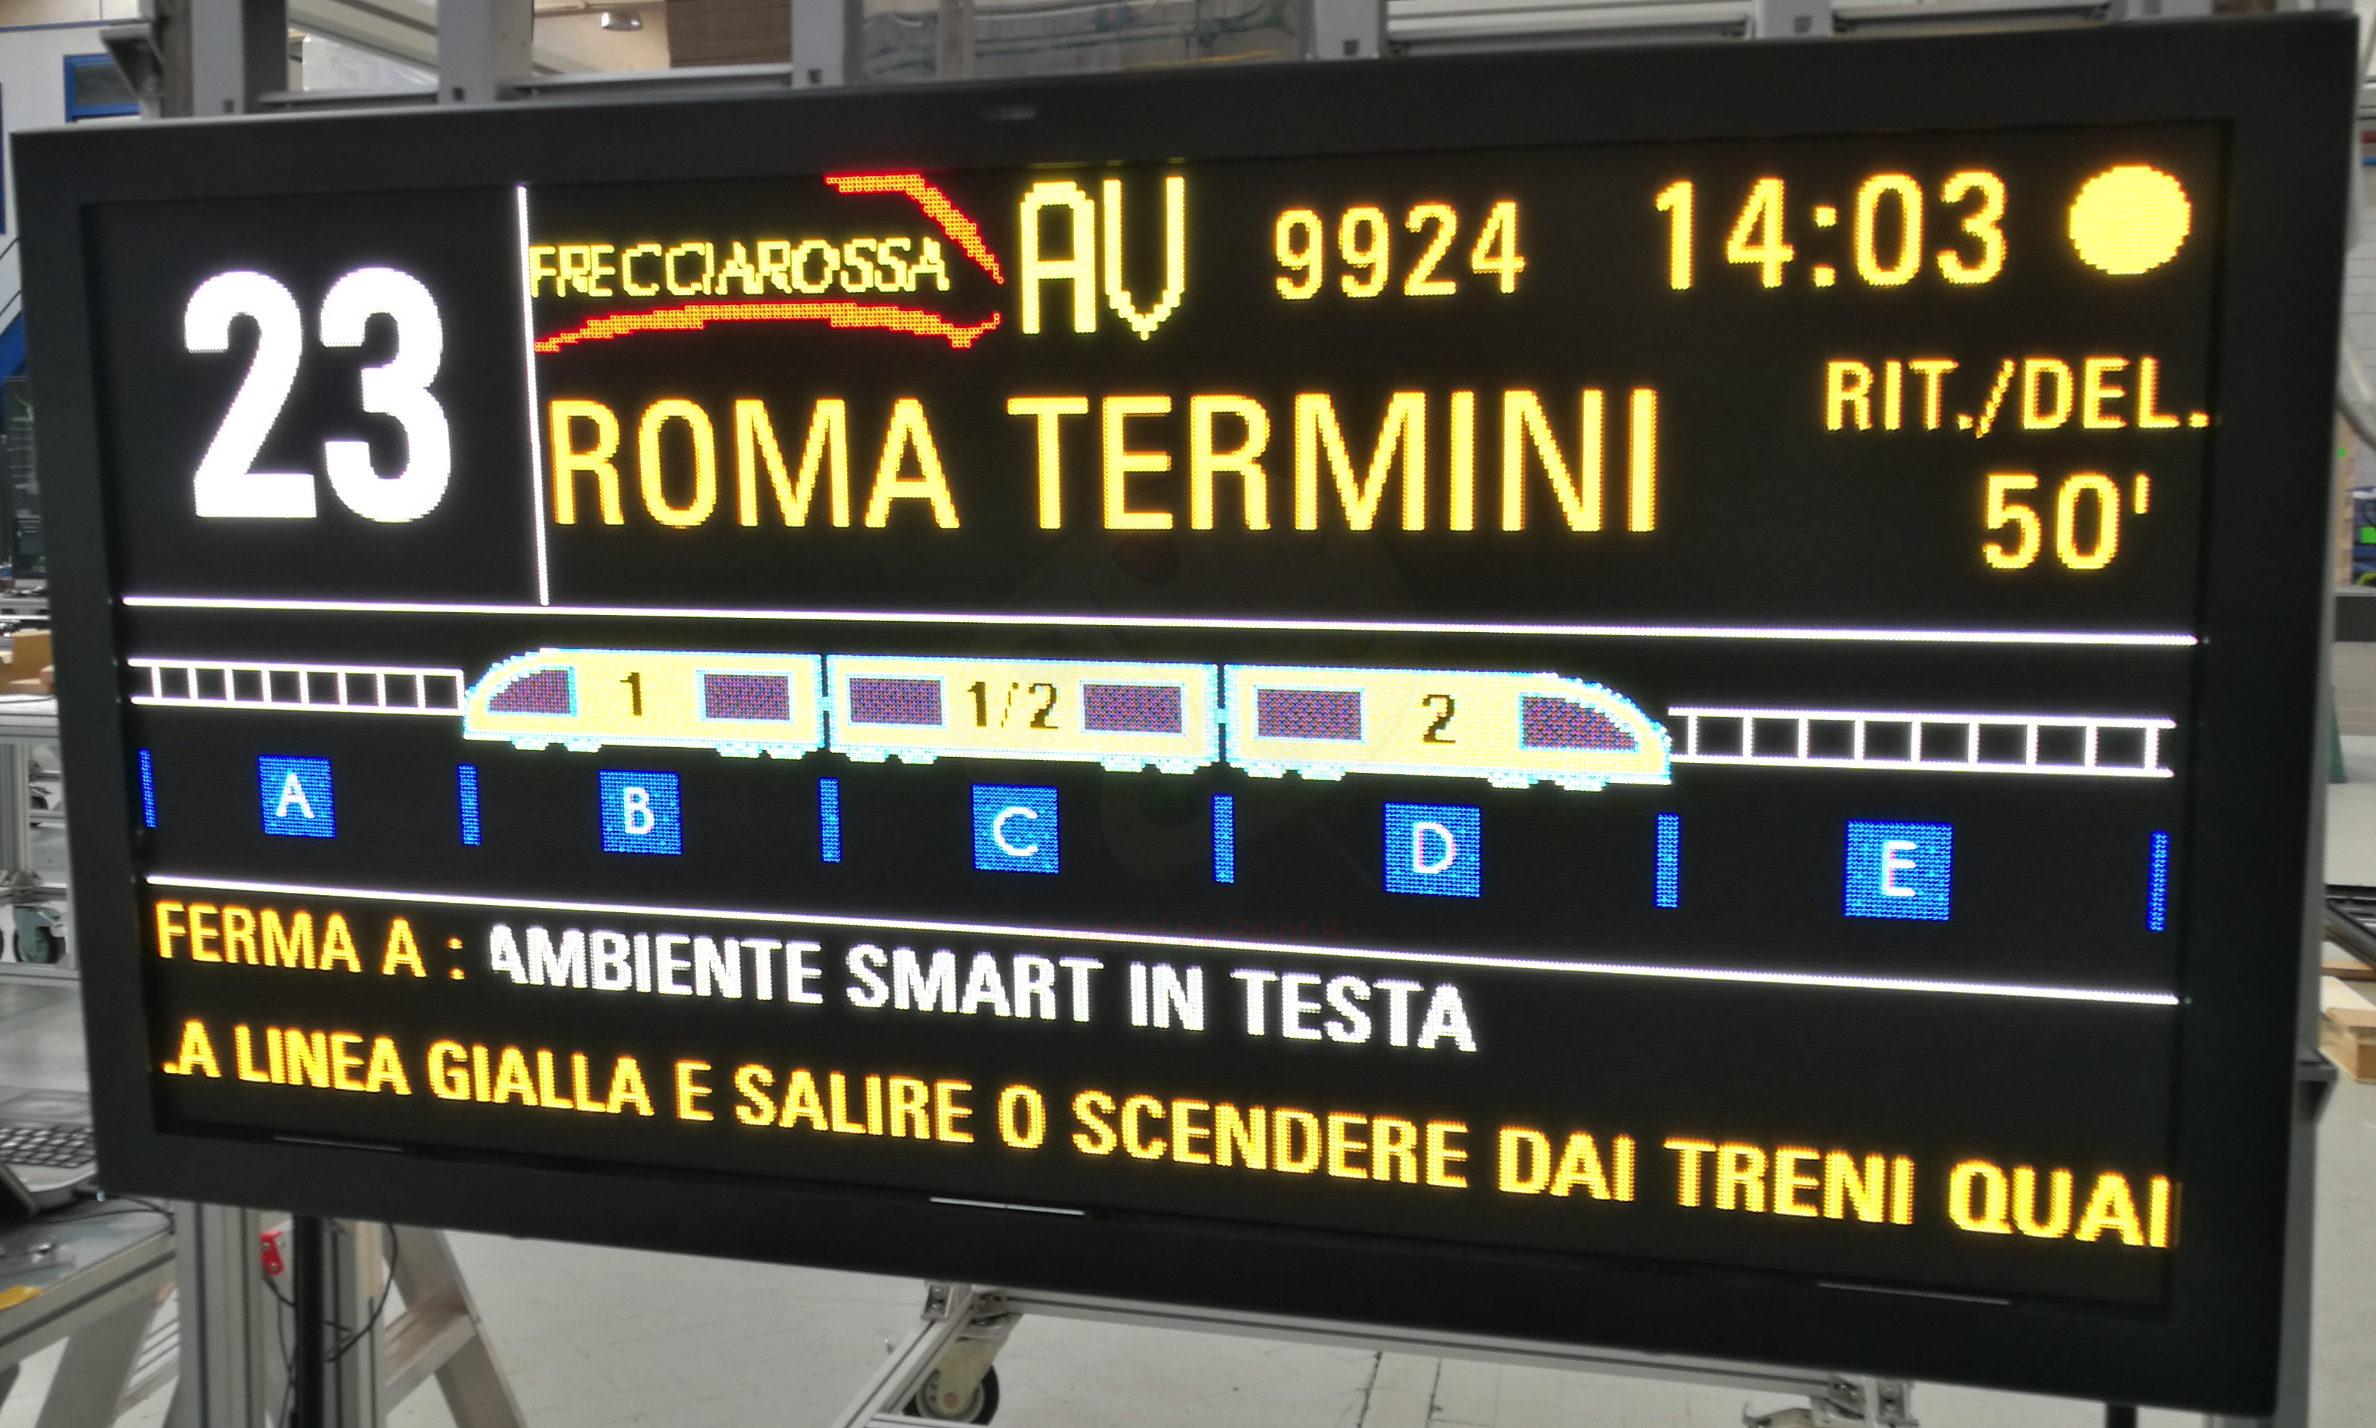 23
FRECCIAROSSA AV 9924 14:03
ROMA TERMINI
RIT./DEL.
50'
1 1/2 2
A B C D E
FERMA A : AMBIENTE SMART IN TESTA
A LINEA GIALLA E SALIRE O SCENDERE DAI TRENI QUA